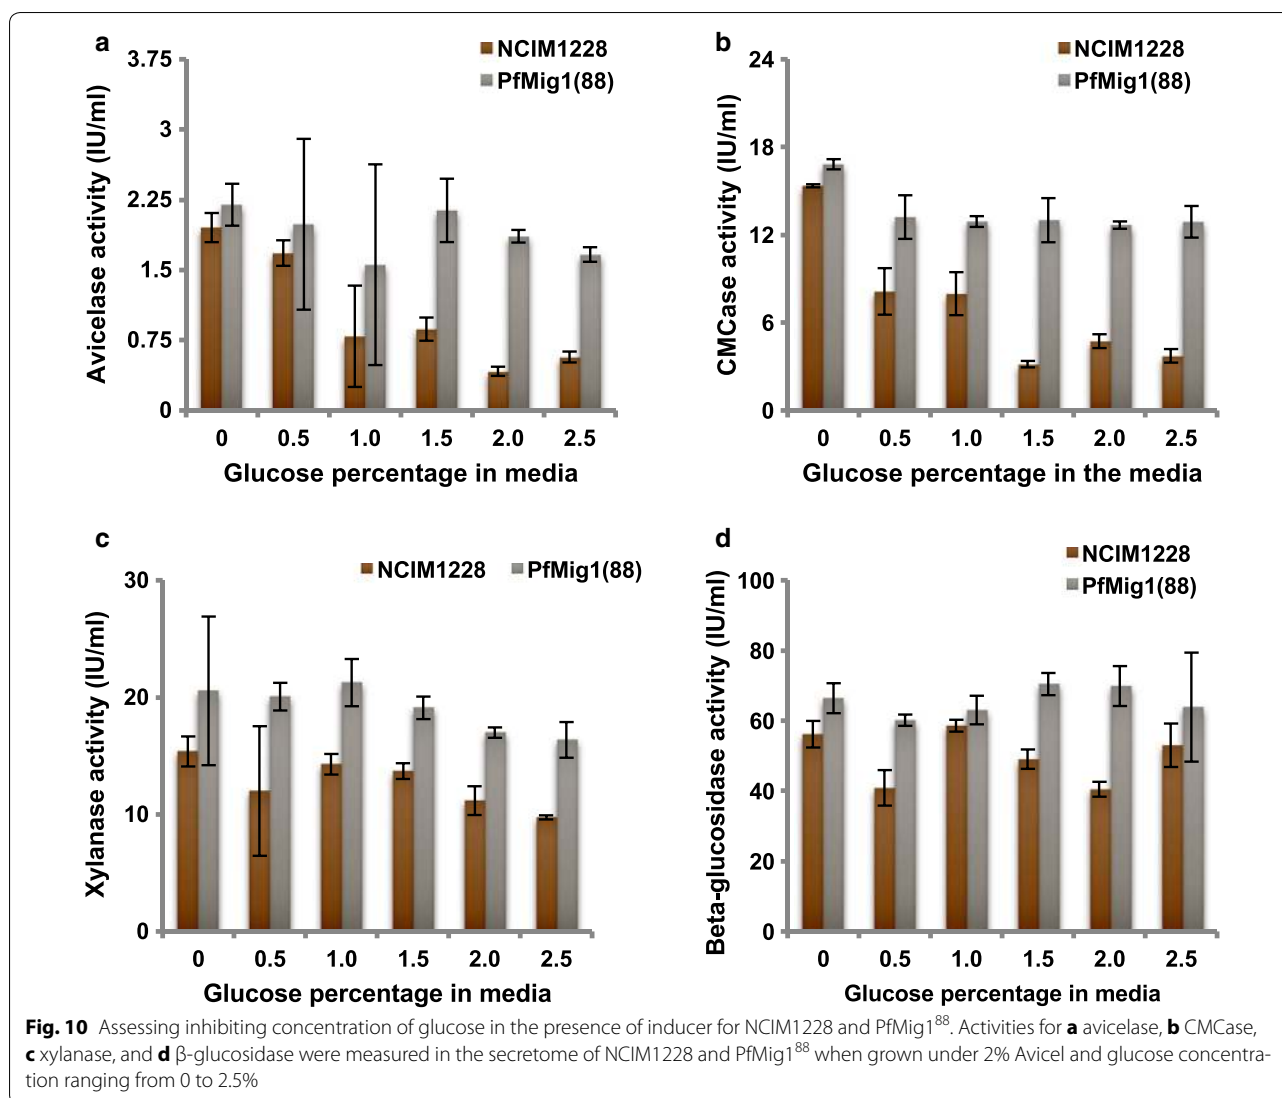 a
NCIM1228
PfMig1(88)
3.75
3
2.25
1.5
0.75
0
Avicelase activity (IU/ml)
0 0.5 1.0 1.5 2.0 2.5
Glucose percentage in media
b
NCIM1228
PfMig1(88)
24
18
12
6
0
CMCase activity (IU/ml)
0 0.5 1.0 1.5 2.0 2.5
Glucose percentage in the media
c
NCIM1228 PfMig1(88)
30
20
10
0
Xylanase activity (IU/ml)
0 0.5 1.0 1.5 2.0 2.5
Glucose percentage in media
d
NCIM1228
PfMig1(88)
100
80
60
40
20
0
Beta-glucosidase activity (IU/ml)
0 0.5 1.0 1.5 2.0 2.5
Glucose percentage in media
Fig. 10 Assessing inhibiting concentration of glucose in the presence of inducer for NCIM1228 and PfMig1⁸⁸. Activities for a avicelase, b CMCase,
c xylanase, and d β-glucosidase were measured in the secretome of NCIM1228 and PfMig1⁸⁸ when grown under 2% Avicel and glucose concentra-
tion ranging from 0 to 2.5%